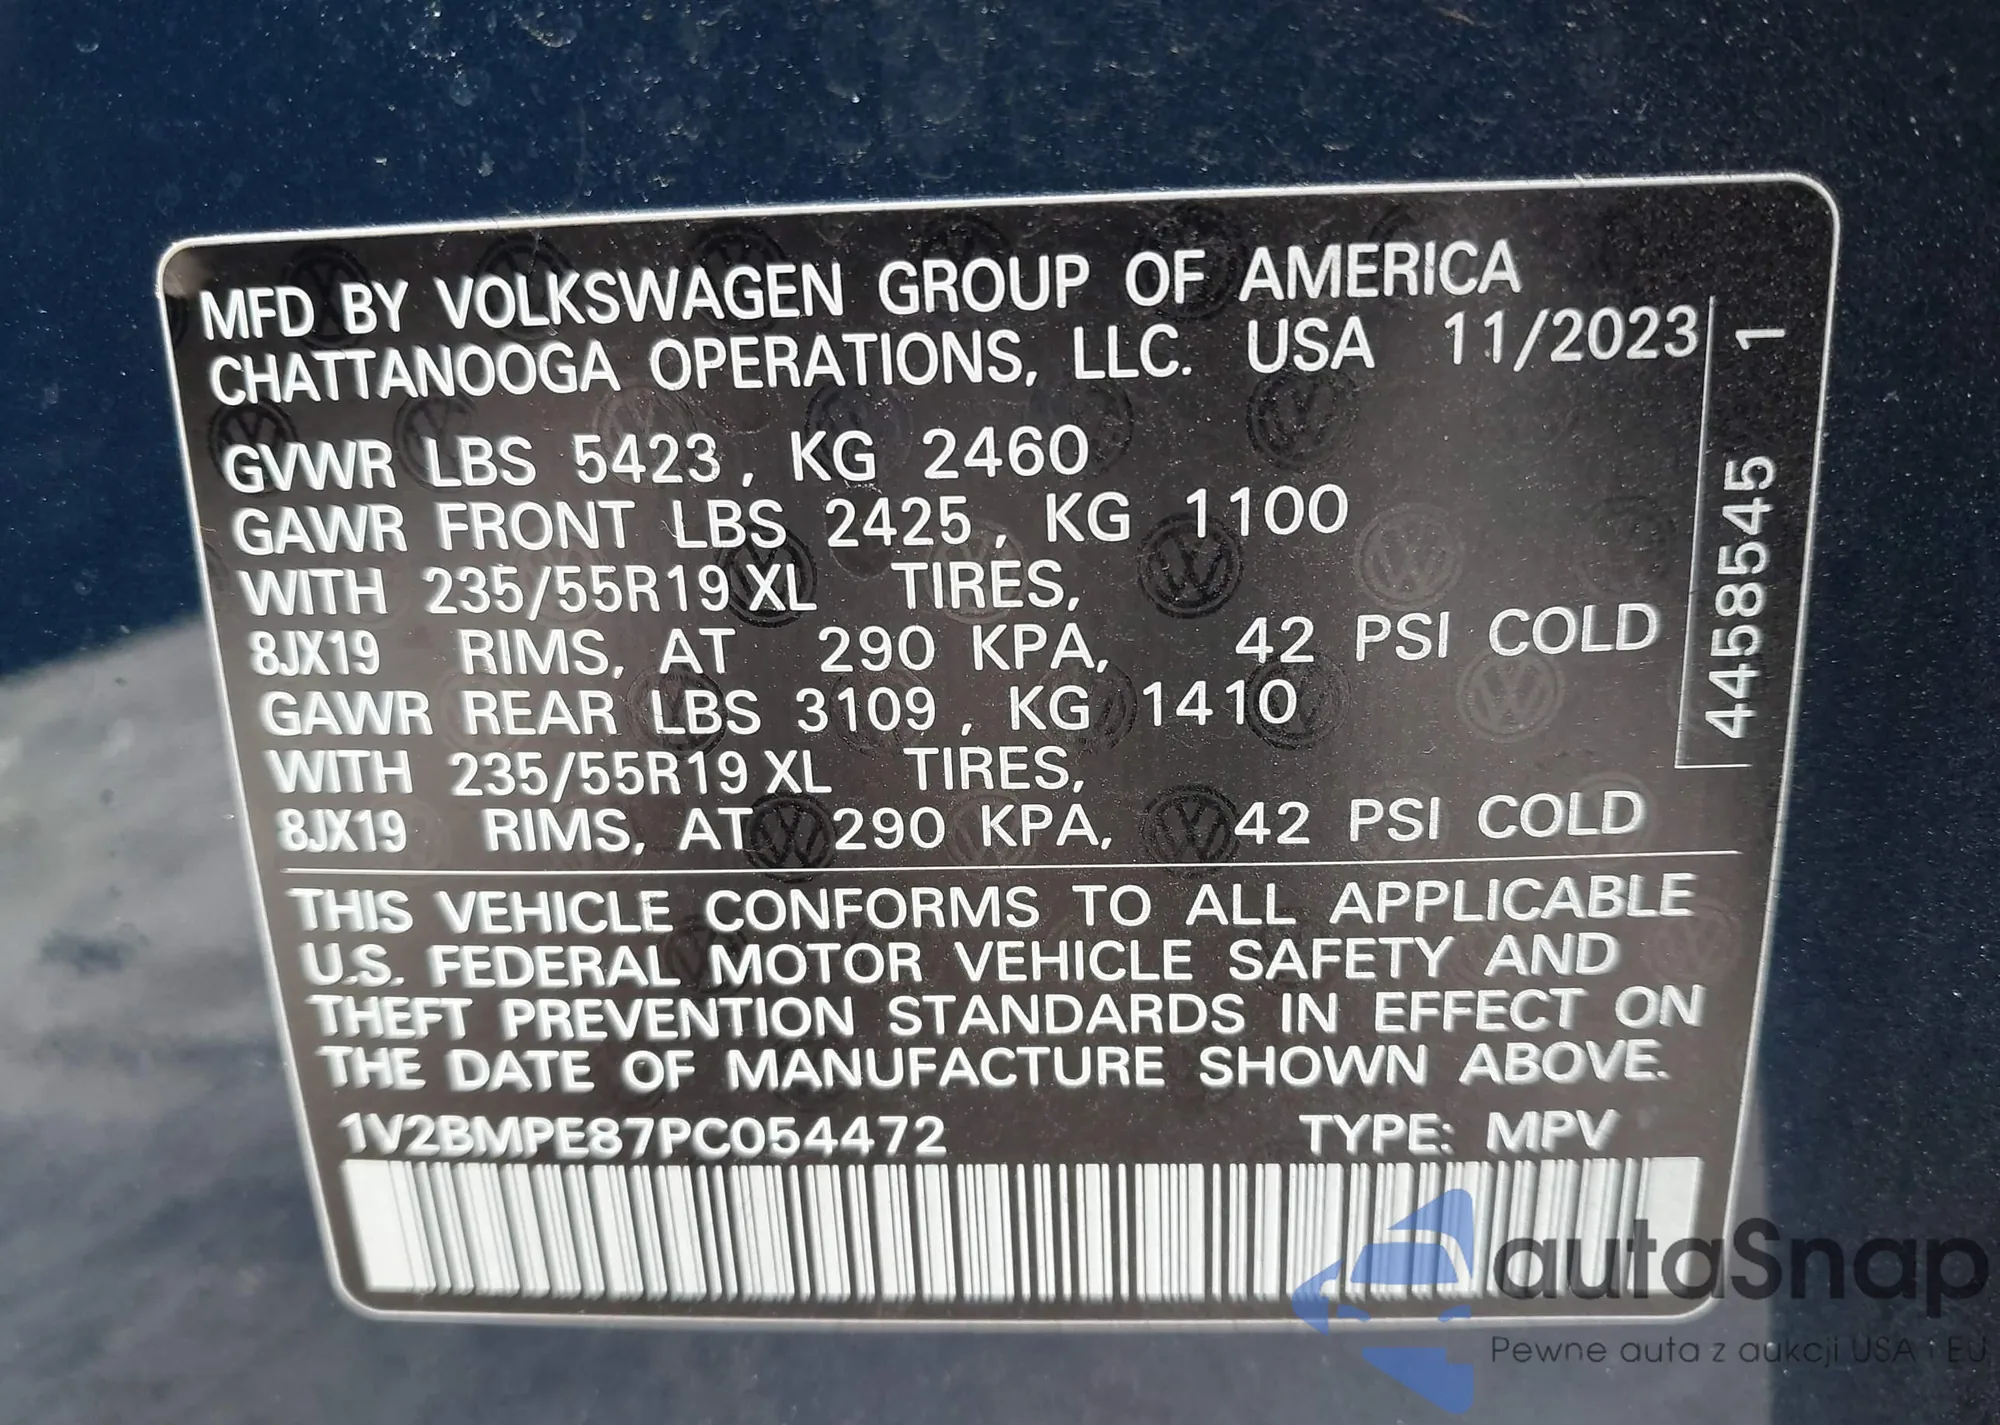 MFD BY VOLKSWAGEN GROUP OF AMERICA
CHATTANOOGA OPERATIONS, LLC. USA 11/2023
GVWR LBS 5423, KG 2460
GAWR FRONT LBS 2425, KG 1100
WITH 235/55R19 XL TIRES,
8JX19 RIMS, AT 290 KPA, 42 PSI COLD
GAWR REAR LBS 3109, KG 1410
WITH 235/55R19 XL TIRES,
8JX19 RIMS, AT 290 KPA, 42 PSI COLD
4458545 1
THIS VEHICLE CONFORMS TO ALL APPLICABLE
U.S. FEDERAL MOTOR VEHICLE SAFETY AND
THEFT PREVENTION STANDARDS IN EFFECT ON
THE DATE OF MANUFACTURE SHOWN ABOVE.
1V2BMPE87PC054472 TYPE: MPV
autaSnap
Pewne auta z aukcji USA i EU